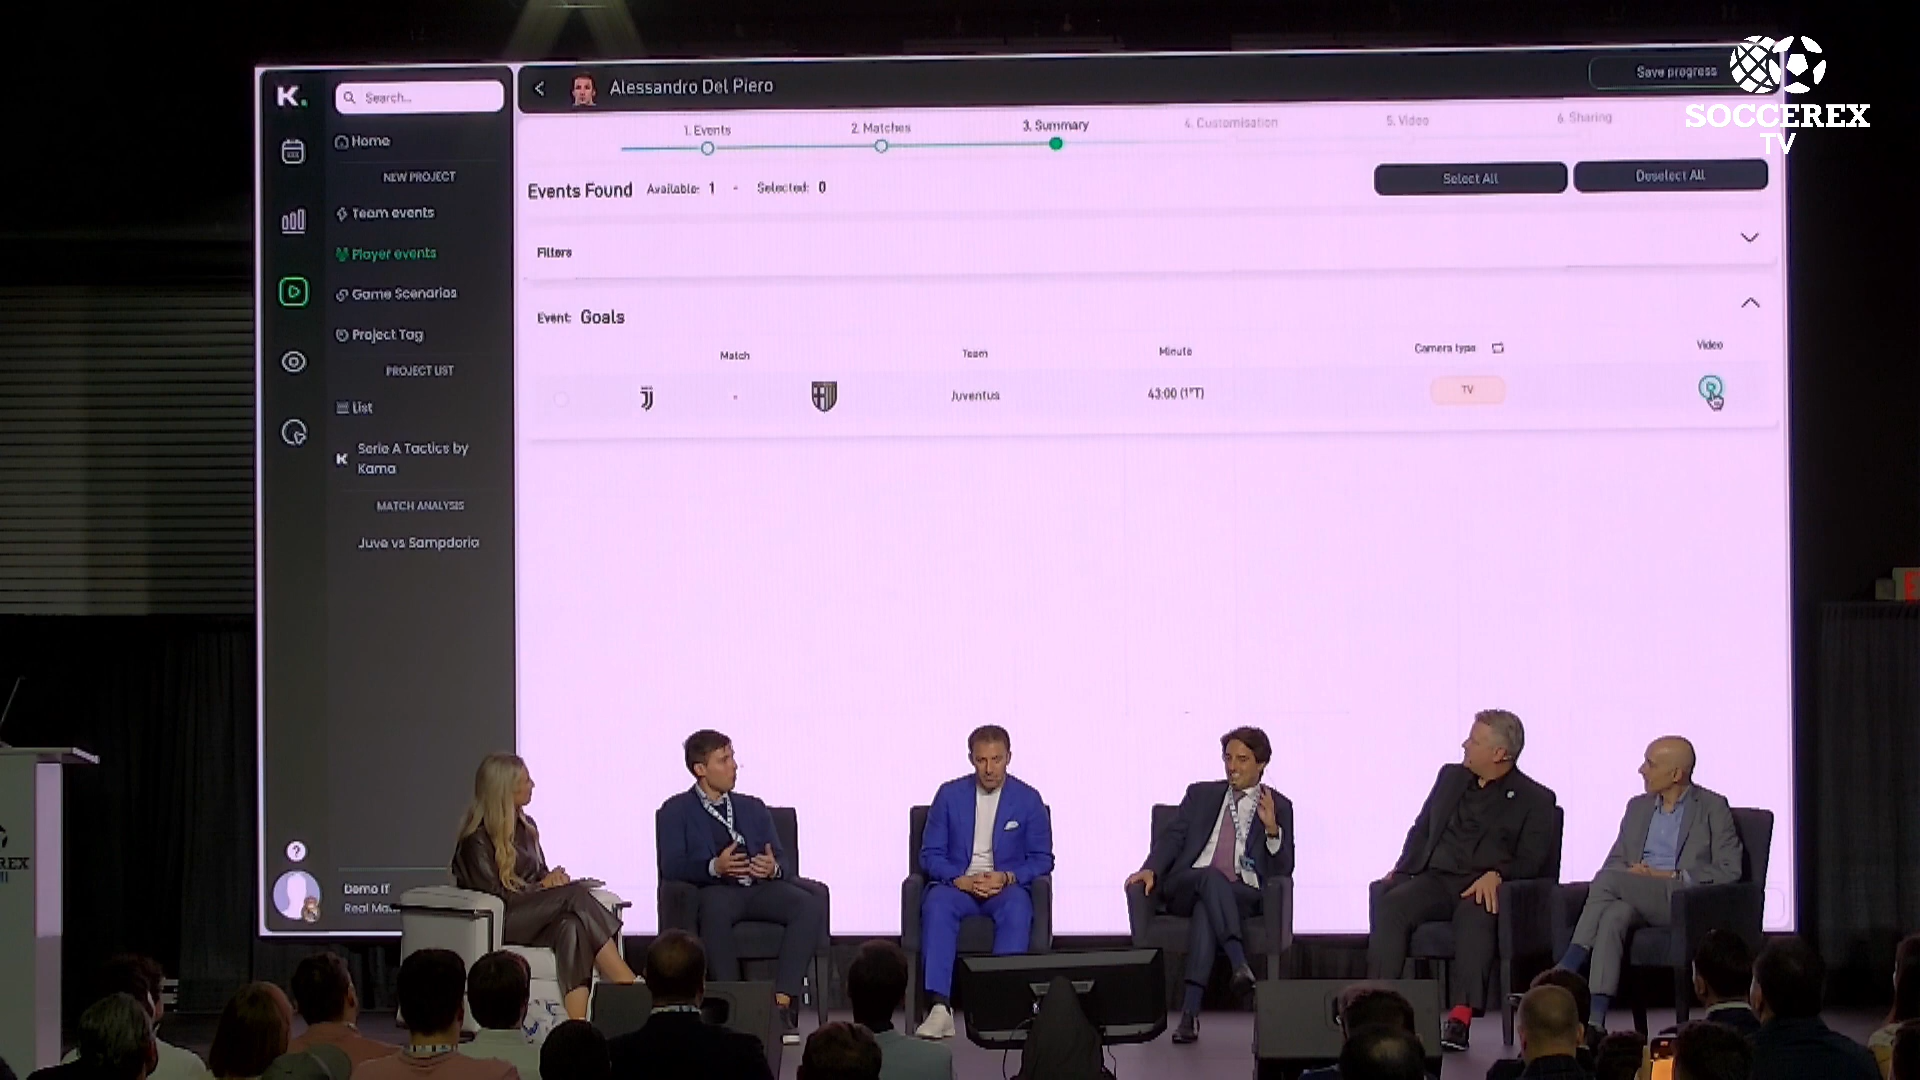 K.
Search...
Alessandro Del Piero
Save progress
SOCCEREX
TV
Home
NEW PROJECT
Team events
Player events
Game Scenarios
Project Tag
PROJECT LIST
List
K
Serie A Tactics by
Kama
MATCH ANALYSIS
Juve vs Sampdoria
?
Demo IT
1. Events
2. Matches
3. Summary
4. Customisation
5. Video
6. Sharing
Events Found Available: 1 - Selected: 0
Select All
Deselect All
Filters
Event: Goals
Match
Team
Minute
Camera type
Video
-
Juventus
43:00 (1°T)
TV
REX